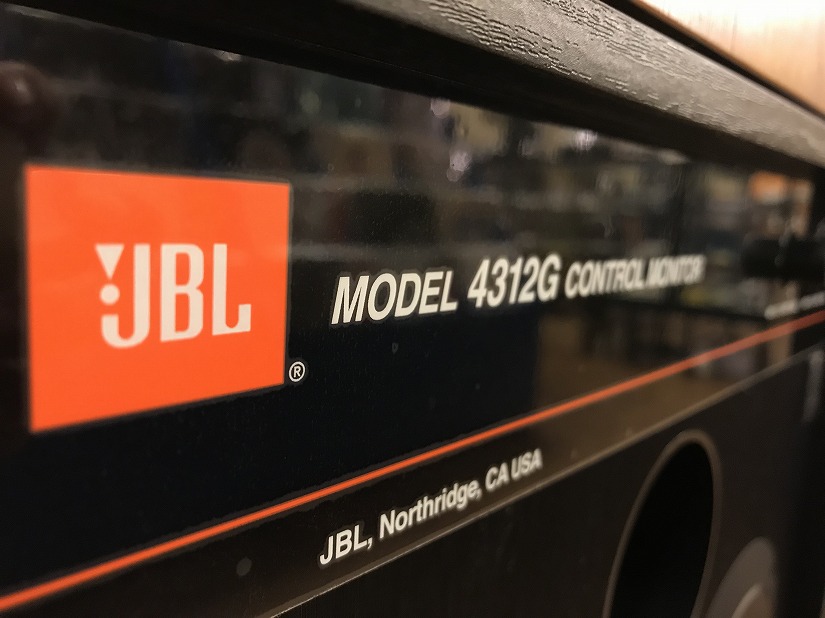 JBL
®
MODEL 4312G CONTROL MONITOR
JBL, Northridge, CA USA